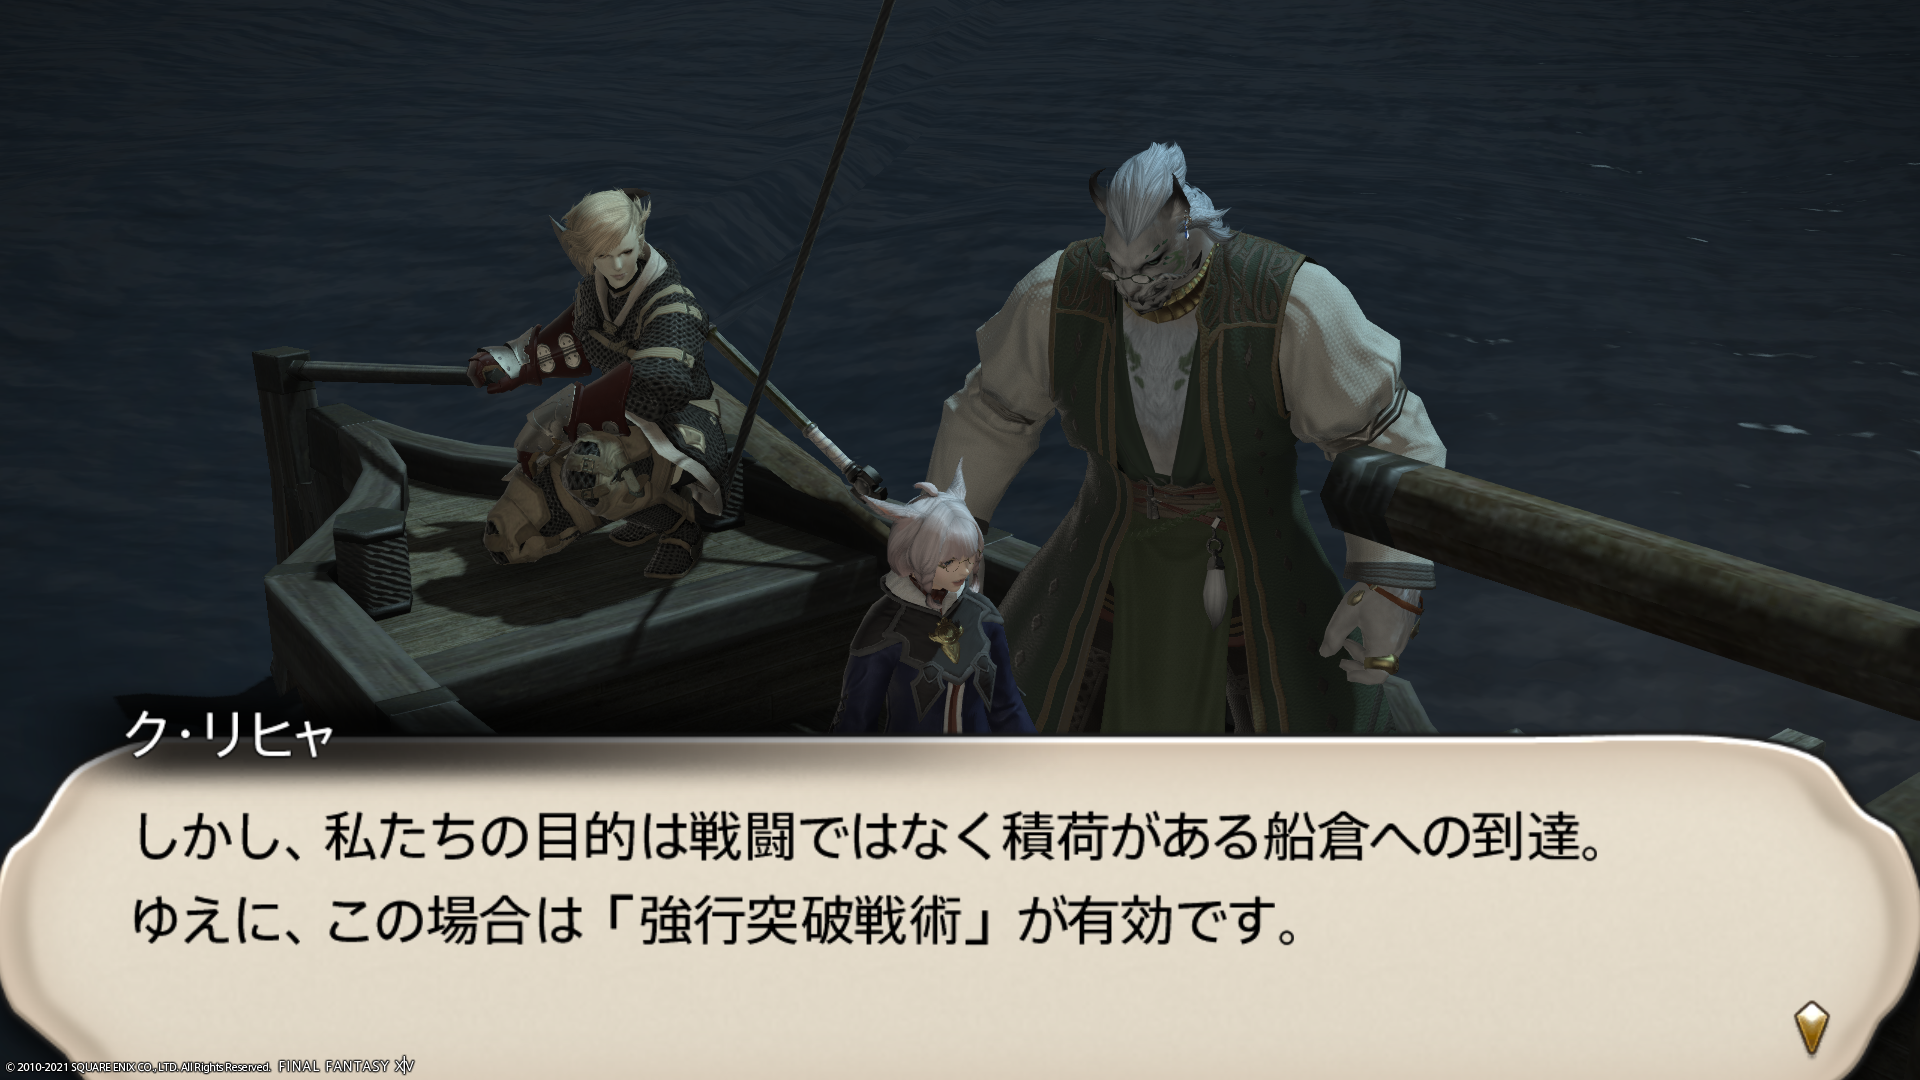 ク・リヒャ
しかし、私たちの目的は戦闘ではなく積荷がある船倉への到達。
ゆえに、この場合は「強行突破戦術」が有効です。
© 2010-2021 SQUARE ENIX CO., LTD. All Rights Reserved. FINAL FANTASY XIV